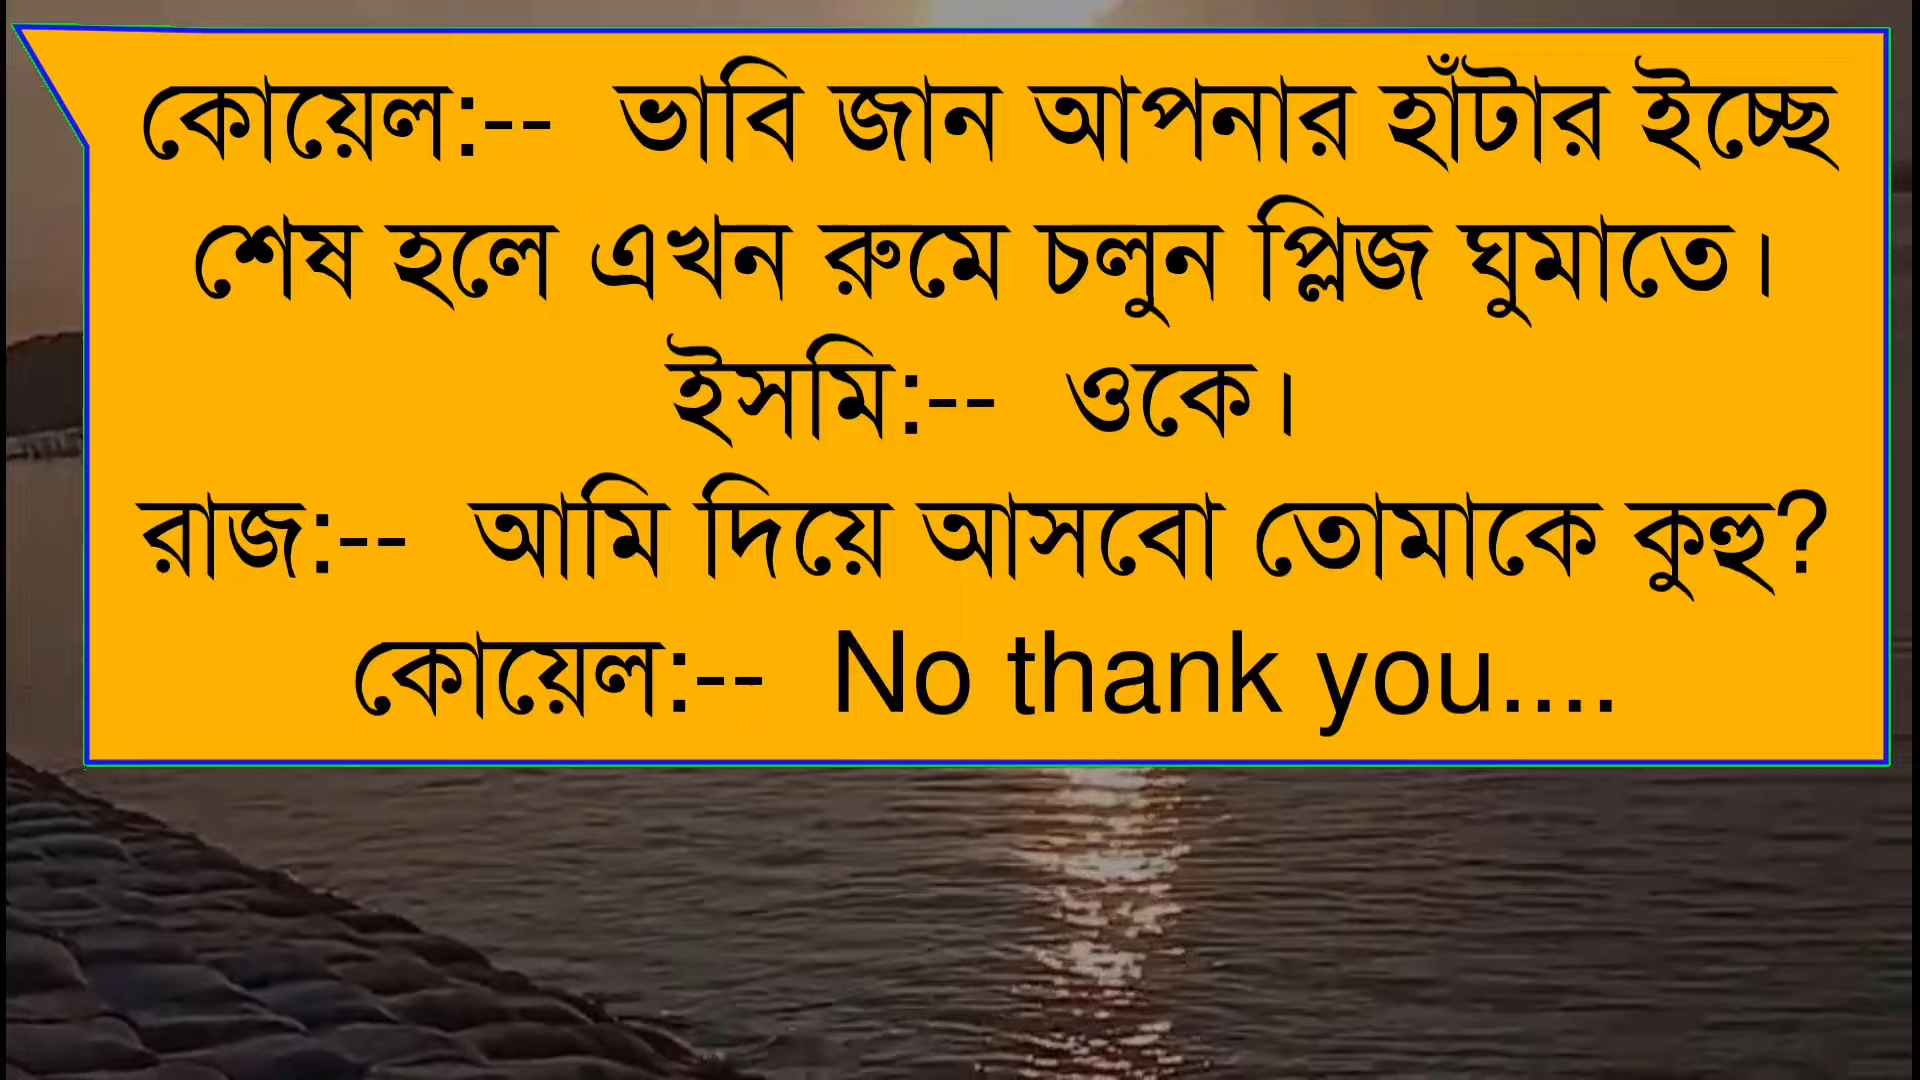 কোয়েল:--  ভাবি জান আপনার হাঁটার ইচ্ছে
শেষ হলে এখন রুমে চলুন প্লিজ ঘুমাতে।
ইসমি:--  ওকে।
রাজ:--  আমি দিয়ে আসবো তোমাকে কুহু?
কোয়েল:--  No thank you....